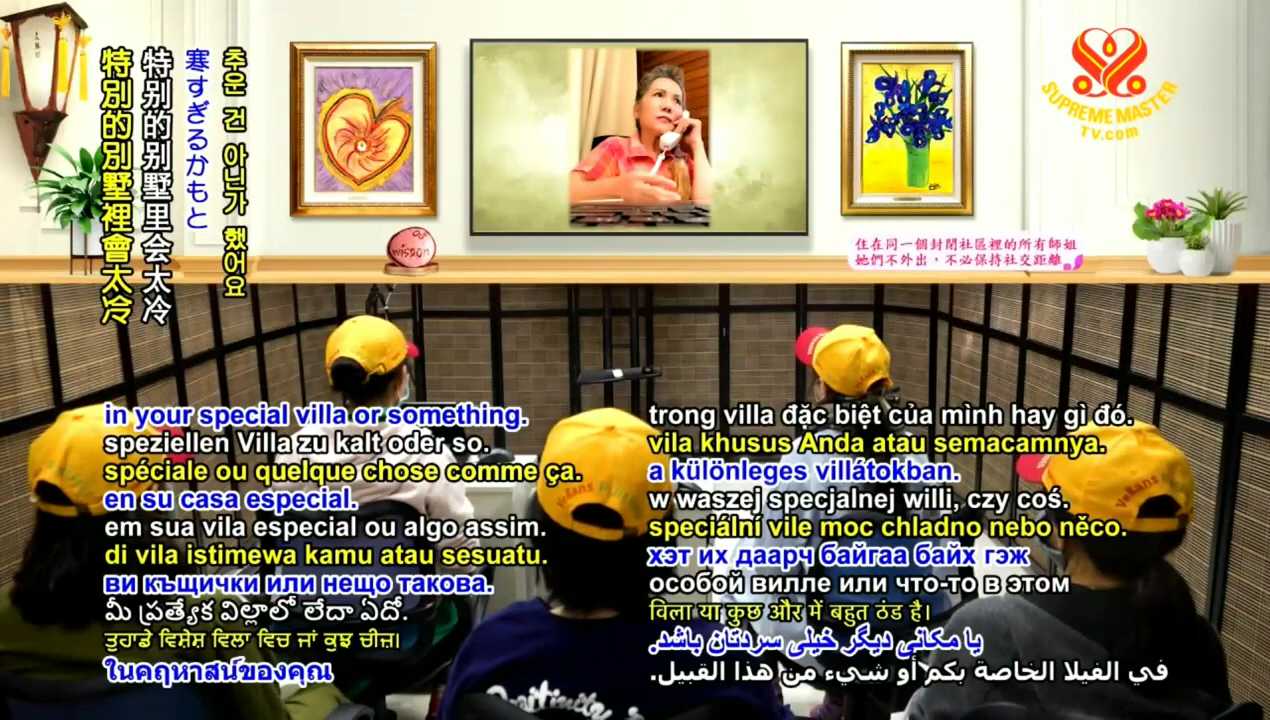 特別的別墅裡會太冷
特别的别墅里会太冷
寒すぎるかもと
추운 건 아닌가 했어요
SUPREME MASTER
TV.com
wisdom
住在同一個封閉社區裡的所有師姐
她們不外出，不必保持社交距離
in your special villa or something.
speziellen Villa zu kalt oder so.
spéciale ou quelque chose comme ça.
en su casa especial.
em sua vila especial ou algo assim.
di vila istimewa kamu atau sesuatu.
ви къщички или нещо такова.
మీ ప్రత్యేక విల్లాలో లేదా ఏదో.
ਤੁਹਾਡੇ ਵਿਸ਼ੇਸ਼ ਵਿਲਾ ਵਿਚ ਜਾਂ ਕੁਝ ਚੀਜ਼।
ในคฤหาสน์ของคุณ
trong villa đặc biệt của mình hay gì đó.
vila khusus Anda atau semacamnya.
a különleges villátokban.
w waszej specjalnej willi, czy coś.
speciální vile moc chladno nebo něco.
хэт их даарч байгаа байх гэж
особой вилле или что-то в этом
विला या कुछ और में बहुत ठंड है।
یا مکانی دیگر خیلی سردتان باشد.
في الفيلا الخاصة بكم أو شيء من هذا القبيل.
Vegans
Positivity is